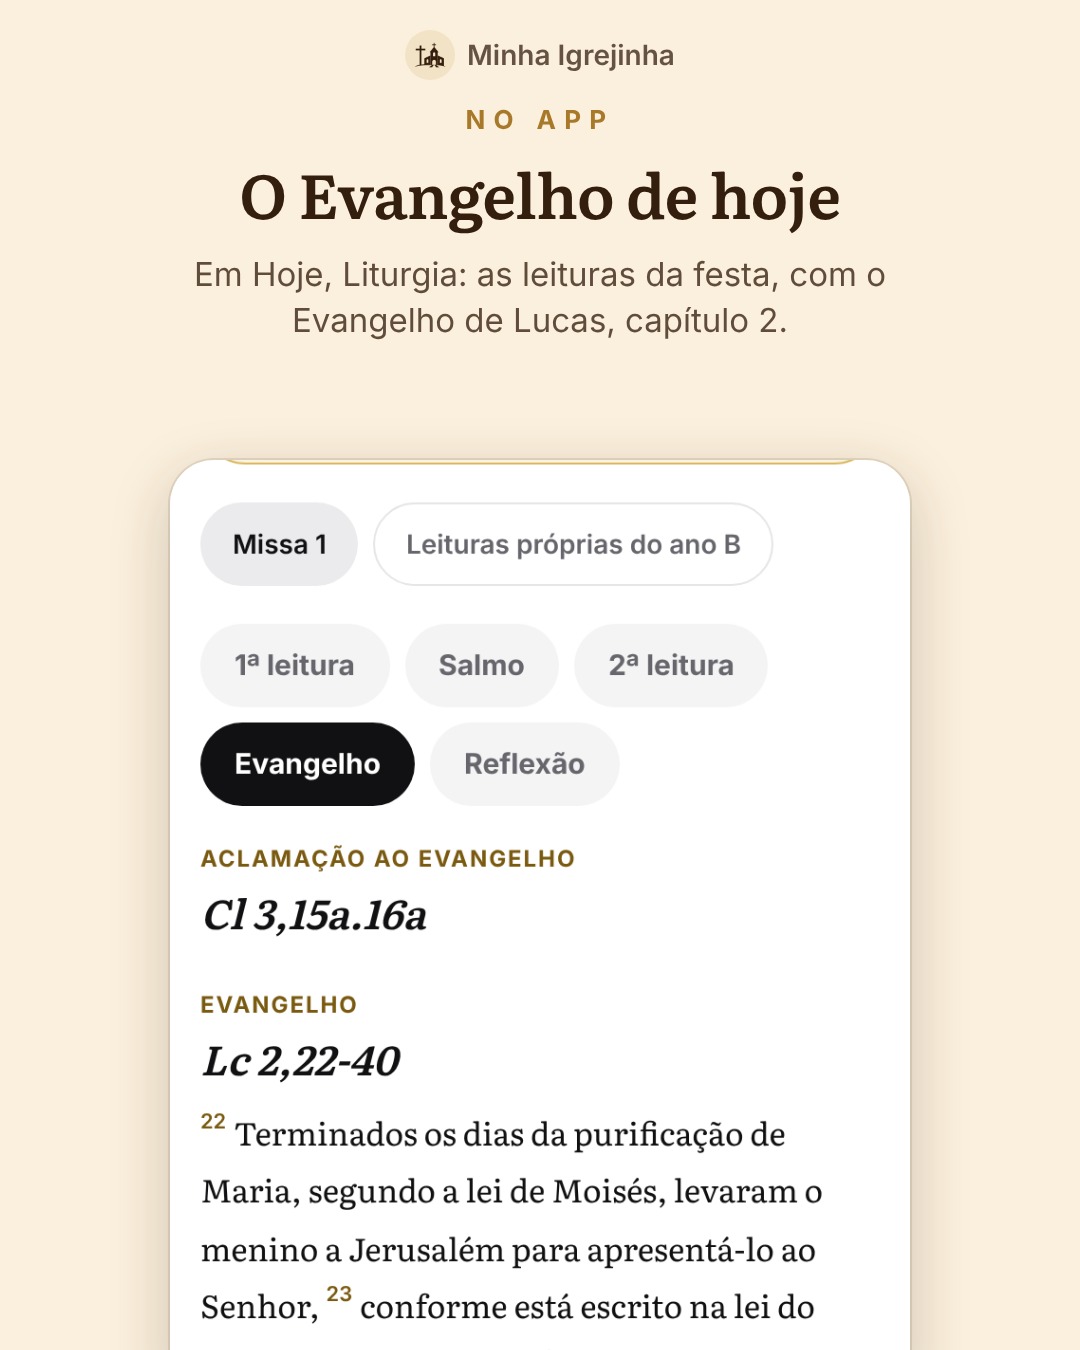 Minha Igrejinha
NO APP
O Evangelho de hoje
Em Hoje, Liturgia: as leituras da festa, com o
Evangelho de Lucas, capítulo 2.
Missa 1
Leituras próprias do ano B
1ª leitura
Salmo
2ª leitura
Evangelho
Reflexão
ACLAMAÇÃO AO EVANGELHO
Cl 3,15a.16a
EVANGELHO
Lc 2,22-40
22 Terminados os dias da purificação de
Maria, segundo a lei de Moisés, levaram o
menino a Jerusalém para apresentá-lo ao
Senhor, 23 conforme está escrito na lei do